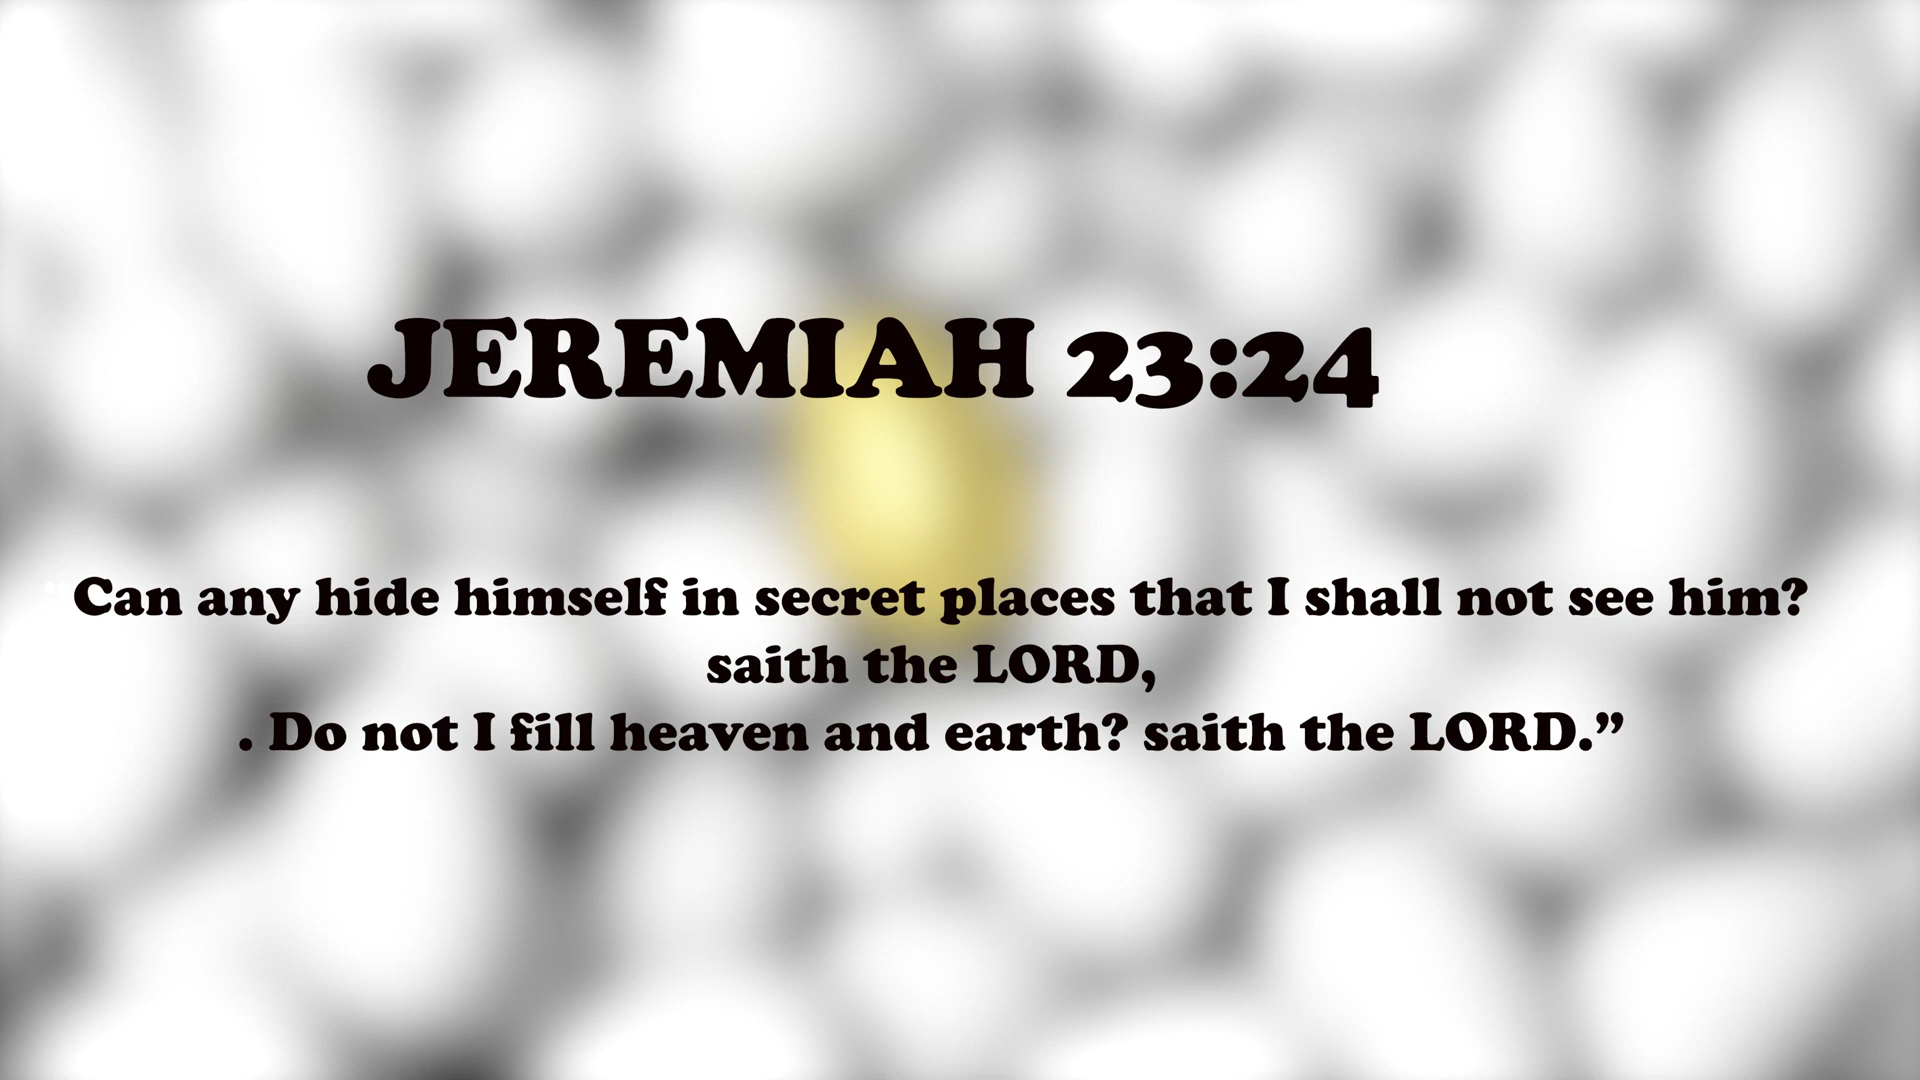 JEREMIAH 23:24
“Can any hide himself in secret places that I shall not see him?
saith the LORD,
. Do not I fill heaven and earth? saith the LORD.”